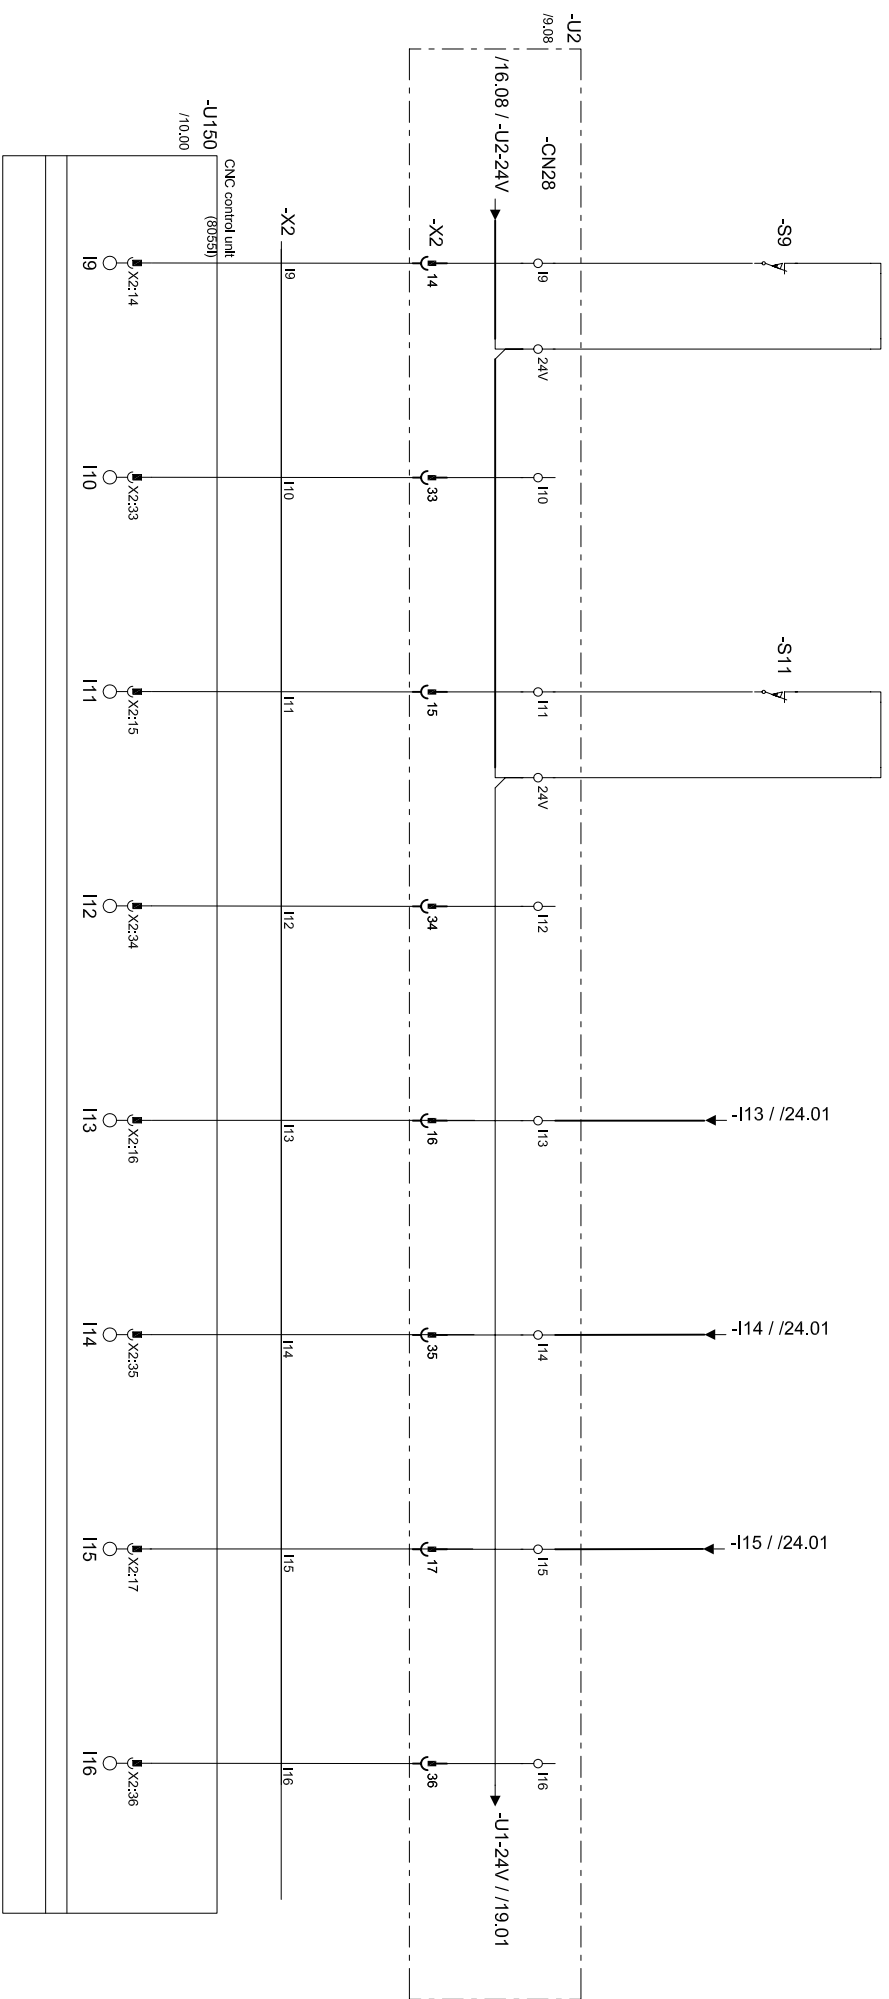 -S9
-S11
-I13 / /24.01
-I14 / /24.01
-I15 / /24.01
-U2
/9.08
-CN28
I9
24V
I10
I11
24V
I12
I13
I14
I15
I16
/16.08 / -U2-24V
-U1-24V / /19.01
-X2
14
33
15
34
16
35
17
36
-X2
I9
I10
I11
I12
I13
I14
I15
I16
-U150
/10.00
CNC control unit
(8055I)
X2:14
X2:33
X2:15
X2:34
X2:16
X2:35
X2:17
X2:36
I9
I10
I11
I12
I13
I14
I15
I16